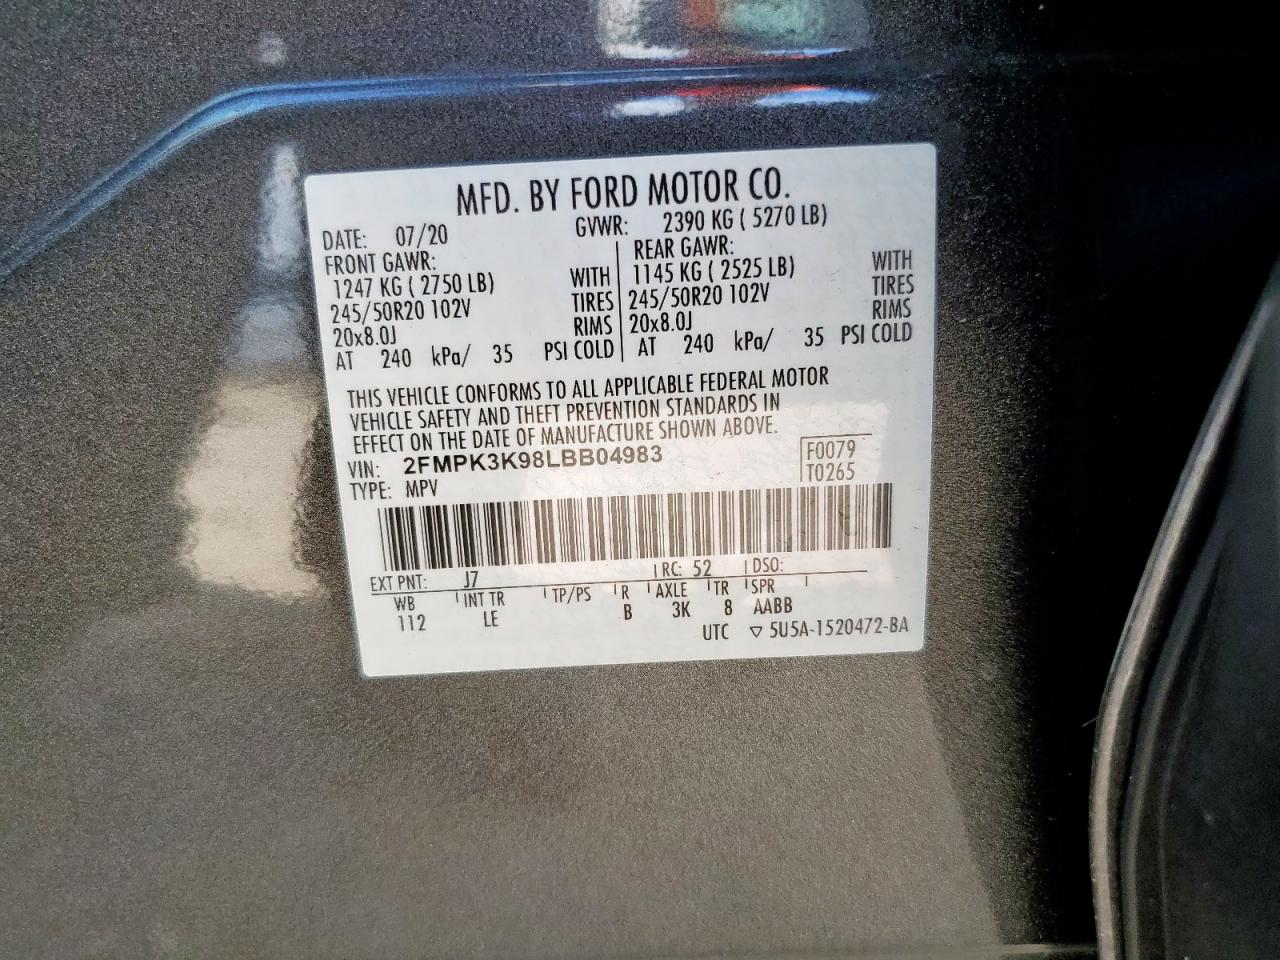 MFD. BY FORD MOTOR CO.
DATE: 07/20 GVWR: 2390 KG ( 5270 LB)
FRONT GAWR: REAR GAWR:
1247 KG ( 2750 LB) WITH 1145 KG ( 2525 LB) WITH
245/50R20 102V TIRES 245/50R20 102V TIRES
20x8.0J RIMS 20x8.0J RIMS
AT 240 kPa/ 35 PSI COLD AT 240 kPa/ 35 PSI COLD
THIS VEHICLE CONFORMS TO ALL APPLICABLE FEDERAL MOTOR
VEHICLE SAFETY AND THEFT PREVENTION STANDARDS IN
EFFECT ON THE DATE OF MANUFACTURE SHOWN ABOVE.
VIN: 2FMPK3K98LBB04983 F0079
TYPE: MPV T0265
EXT PNT: J7 RC: 52 DSO:
WB INT TR TP/PS R AXLE TR SPR
112 LE B 3K 8 AABB
UTC ▽ 5U5A-1520472-BA